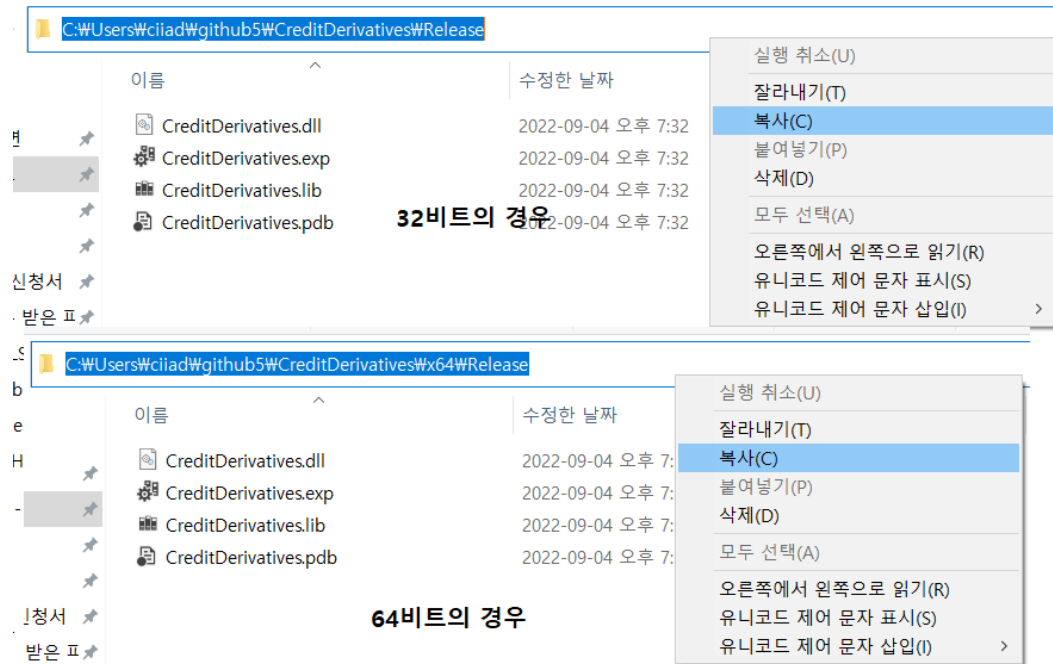 C:₩Users₩ciiad₩github5₩CreditDerivatives₩Release
실행 취소(U)
이름
수정한 날짜
잘라내기(T)
CreditDerivatives.dll
2022-09-04 오후 7:32
복사(C)
CreditDerivatives.exp
2022-09-04 오후 7:32
붙여넣기(P)
CreditDerivatives.lib
2022-09-04 오후 7:32
삭제(D)
CreditDerivatives.pdb
32비트의 경우
2022-09-04 오후 7:32
모두 선택(A)
오른쪽에서 왼쪽으로 읽기(R)
신청서
유니코드 제어 문자 표시(S)
받은 표
유니코드 제어 문자 삽입(I)
C:₩Users₩ciiad₩github5₩CreditDerivatives₩x64₩Release
실행 취소(U)
이름
수정한 날짜
잘라내기(T)
CreditDerivatives.dll
2022-09-04 오후 7:
복사(C)
CreditDerivatives.exp
2022-09-04 오후 7:
붙여넣기(P)
CreditDerivatives.lib
2022-09-04 오후 7:
삭제(D)
CreditDerivatives.pdb
2022-09-04 오후 7:
모두 선택(A)
오른쪽에서 왼쪽으로 읽기(R)
신청서
64비트의 경우
유니코드 제어 문자 표시(S)
받은 표
유니코드 제어 문자 삽입(I)